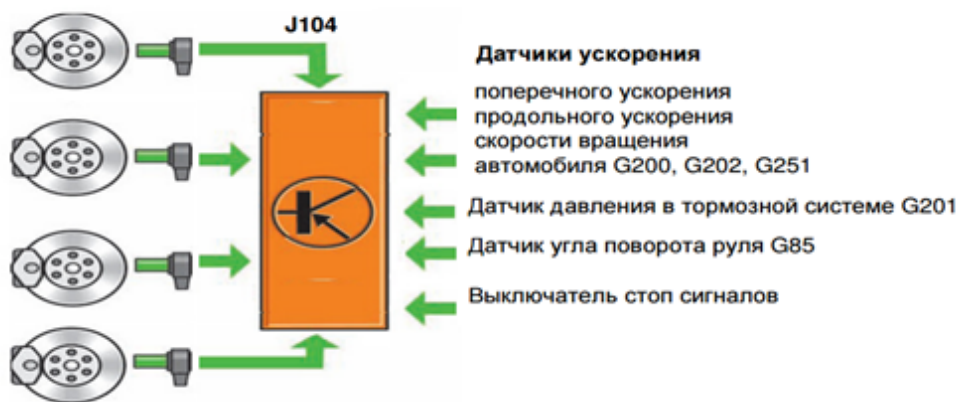 J104
Датчики ускорения
поперечного ускорения
продольного ускорения
скорости вращения
автомобиля G200, G202, G251
Датчик давления в тормозной системе G201
Датчик угла поворота руля G85
Выключатель стоп сигналов